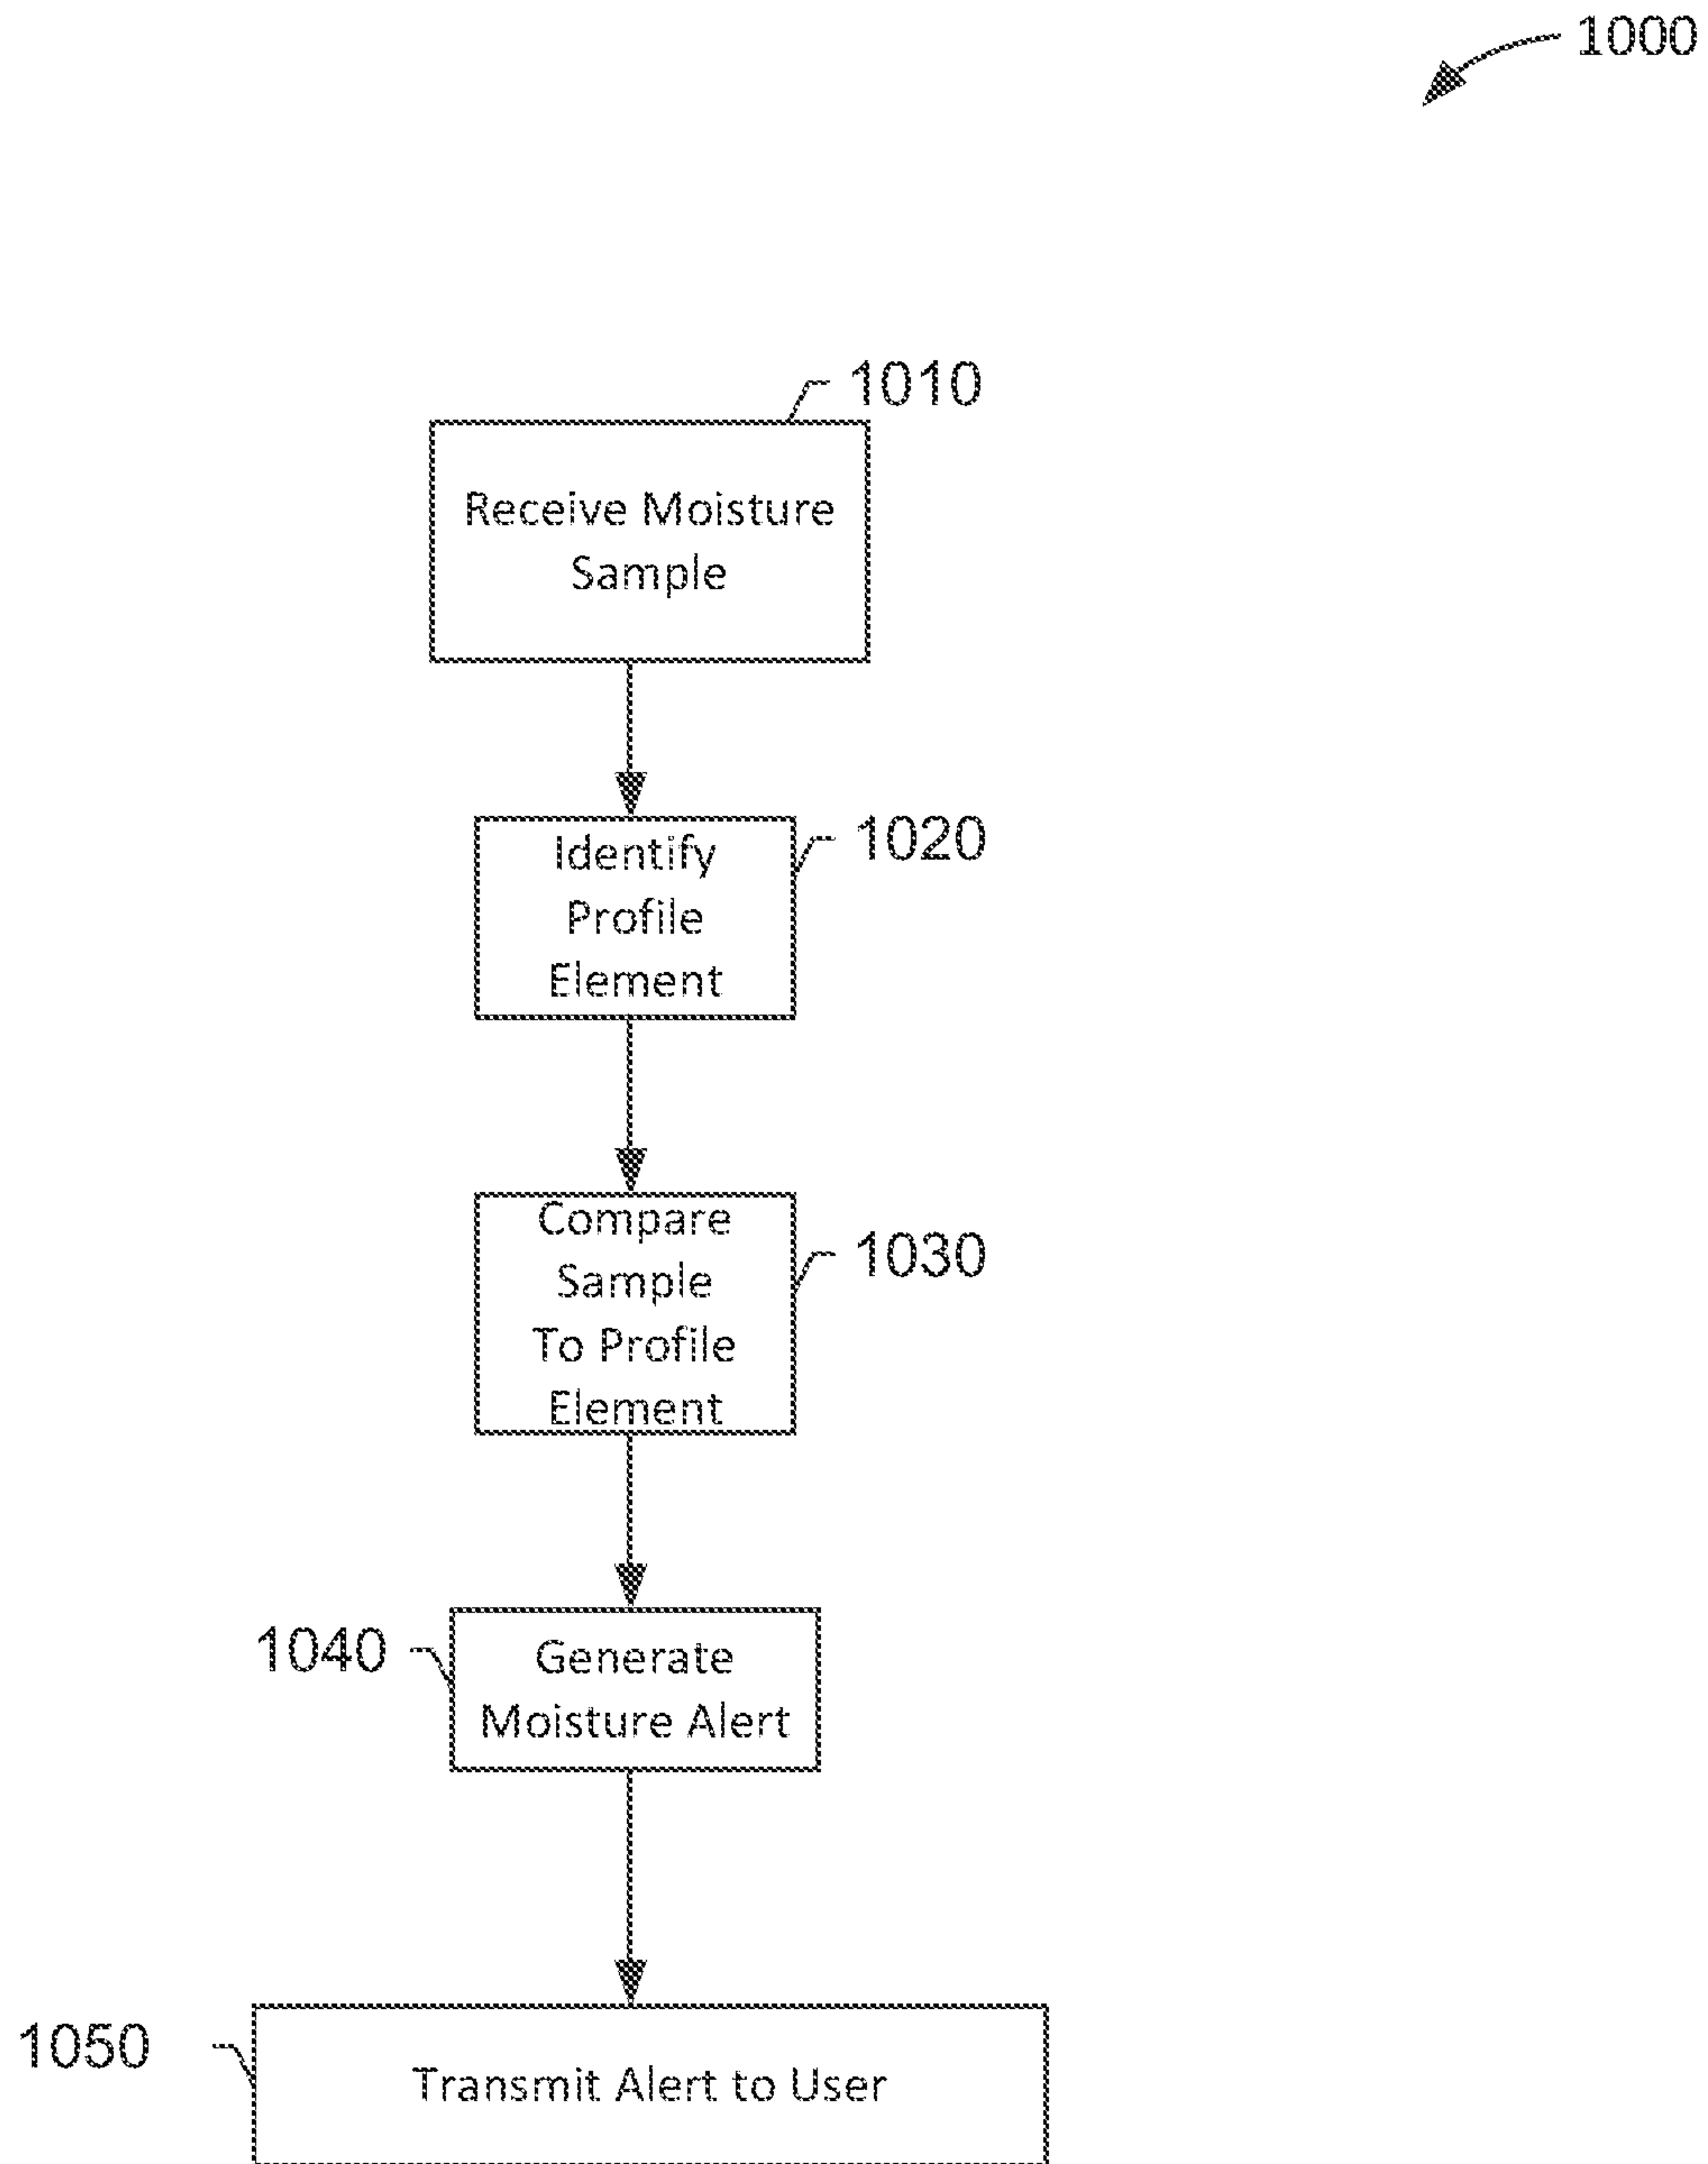 1000
1010
Receive Moisture
Sample
1020
Identify
Profile
Element
1030
Compare
Sample
To Profile
Element
1040
Generate
Moisture Alert
1050
Transmit Alert to User